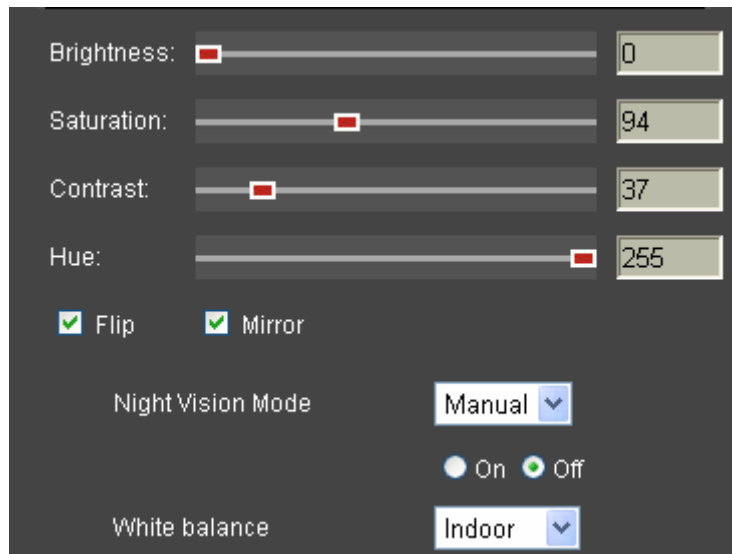 Brightness: 0
Saturation: 94
Contrast: 37
Hue: 255
Flip Mirror
Night Vision Mode Manual
On Off
White balance Indoor